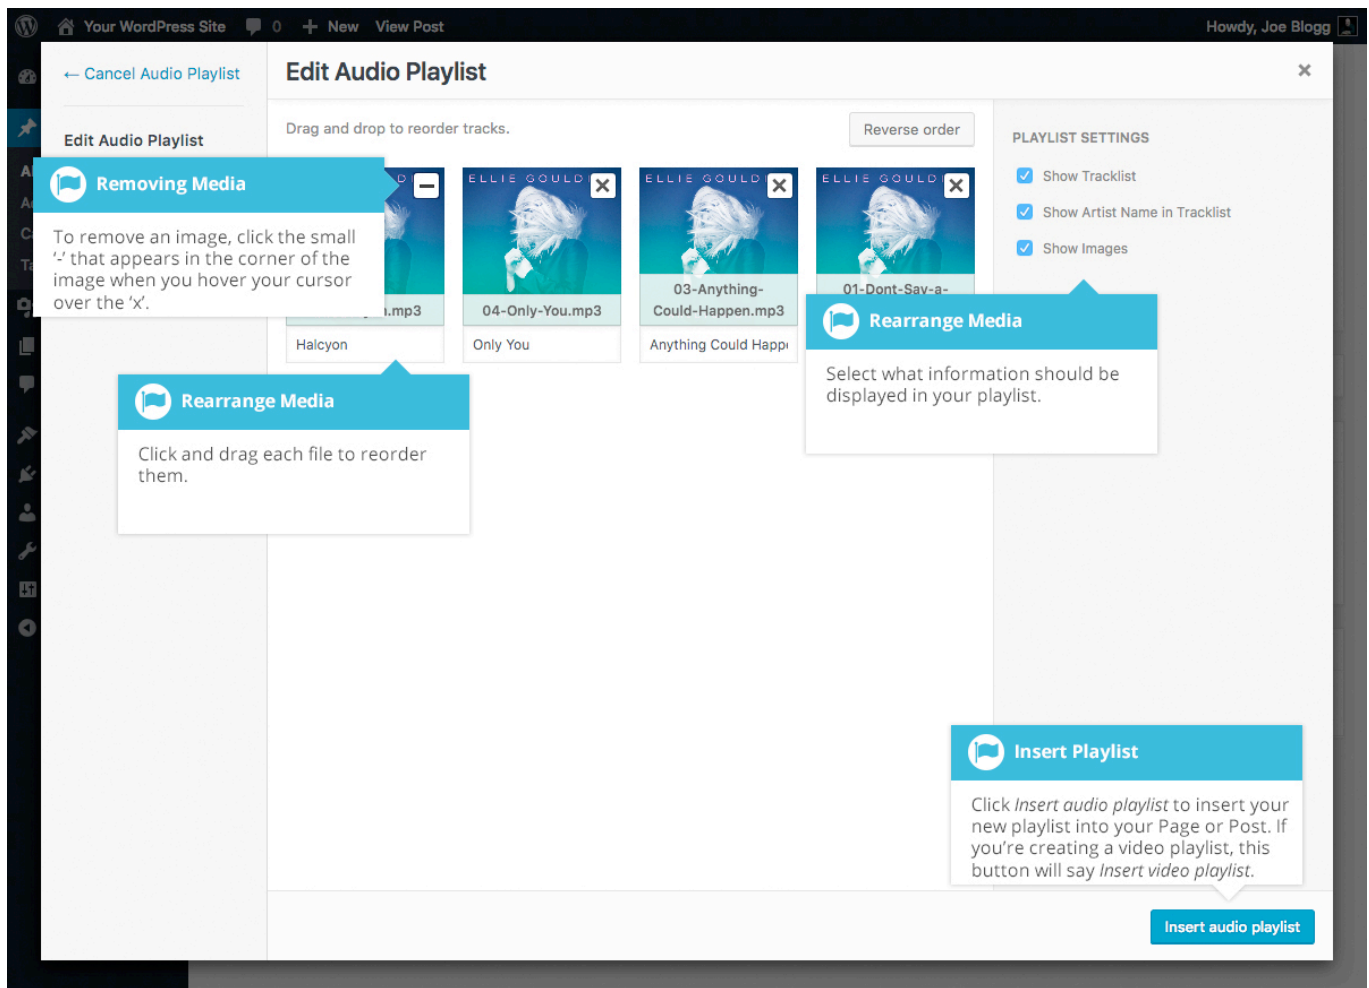 Your WordPress Site 0 New View Post Howdy, Joe Blogg
← Cancel Audio Playlist
Edit Audio Playlist
Edit Audio Playlist
Drag and drop to reorder tracks.
Reverse order
PLAYLIST SETTINGS
Show Tracklist
Show Artist Name in Tracklist
Show Images
Removing Media
To remove an image, click the small
‘-’ that appears in the corner of the
image when you hover your cursor
over the ‘x’.
ELLIE GOULD
ELLIE GOULD
ELLIE GOULD
.mp3
Halcyon
04-Only-You.mp3
Only You
03-Anything-
Could-Happen.mp3
Anything Could Happ
01-Dont-Say-a-
Rearrange Media
Select what information should be
displayed in your playlist.
Rearrange Media
Click and drag each file to reorder
them.
Insert Playlist
Click Insert audio playlist to insert your
new playlist into your Page or Post. If
you’re creating a video playlist, this
button will say Insert video playlist.
Insert audio playlist